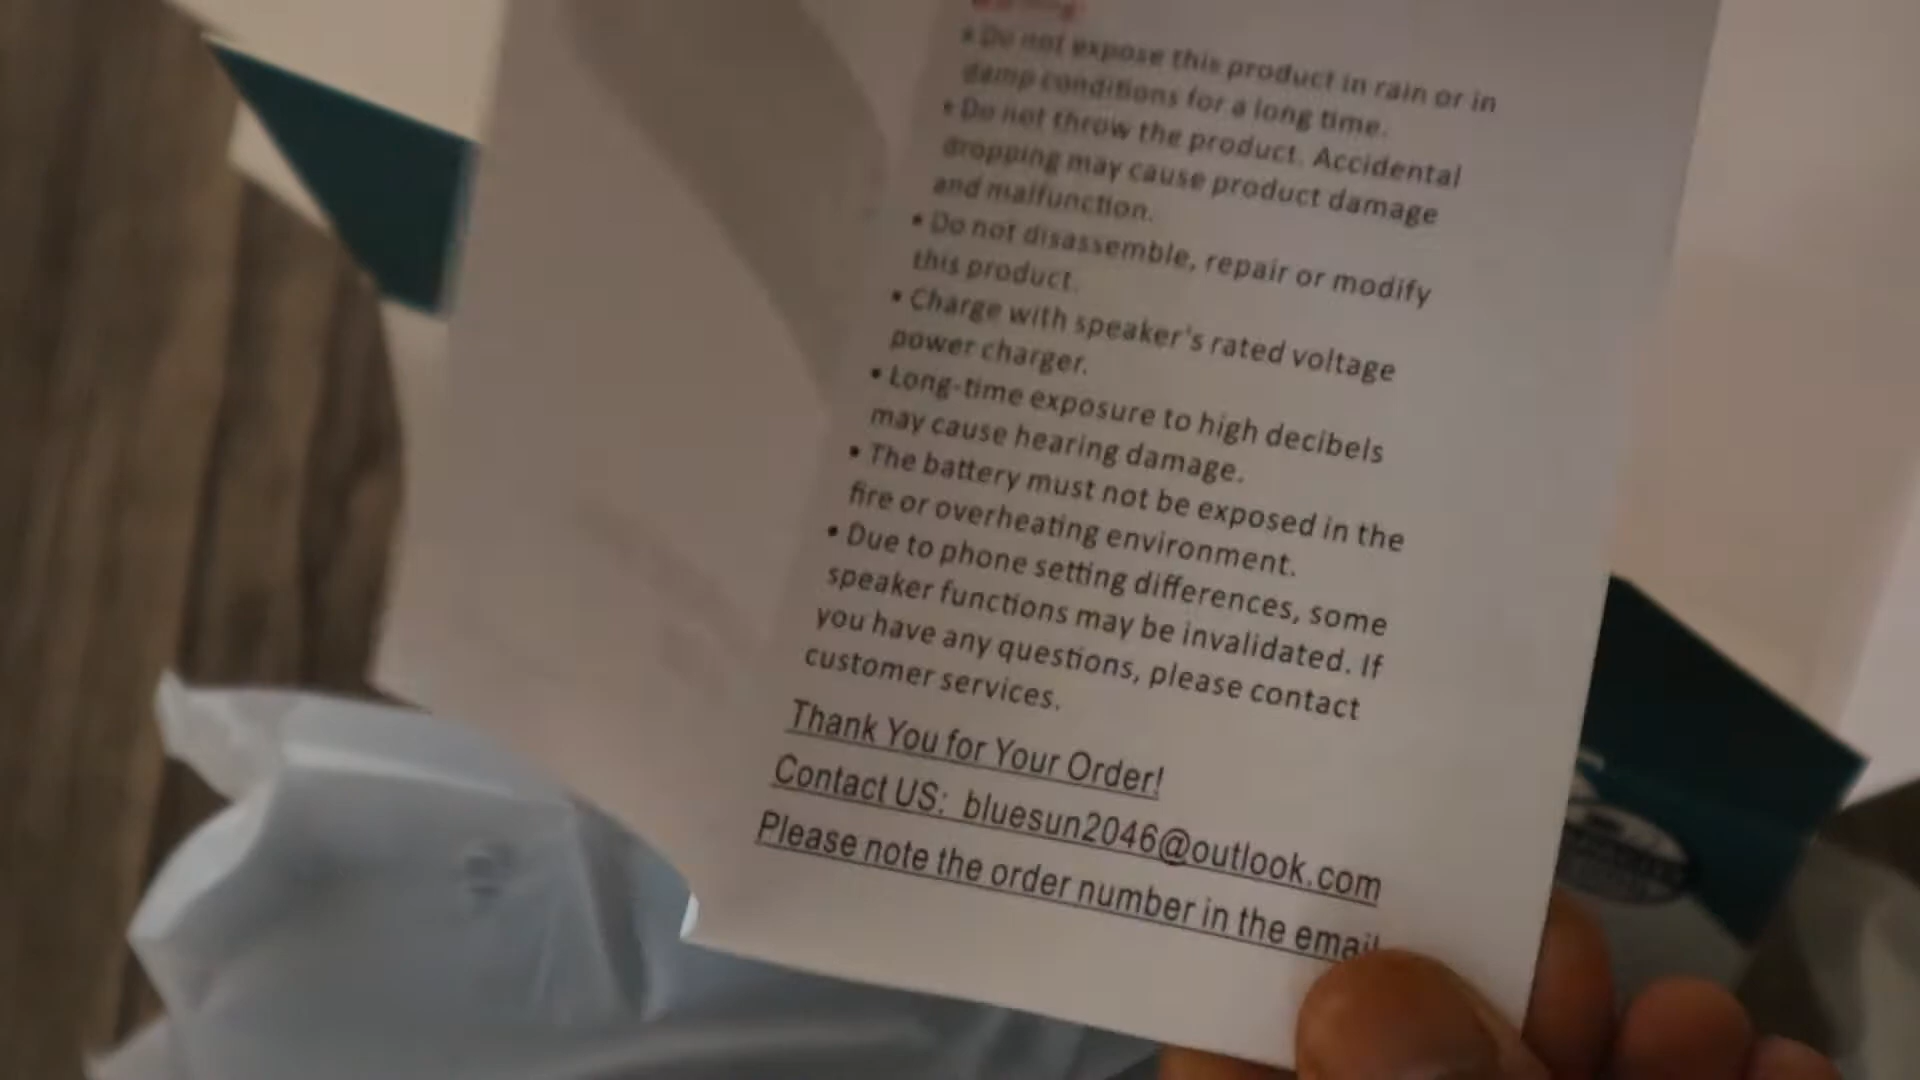 • Do not expose this product in rain or in
damp conditions for a long time.
• Do not throw the product. Accidental
dropping may cause product damage
and malfunction.
• Do not disassemble, repair or modify
this product.
• Charge with speaker's rated voltage
power charger.
• Long-time exposure to high decibels
may cause hearing damage.
• The battery must not be exposed in the
fire or overheating environment.
• Due to phone setting differences, some
speaker functions may be invalidated. If
you have any questions, please contact
customer services.
Thank You for Your Order!
Contact US: bluesun2046@outlook.com
Please note the order number in the email